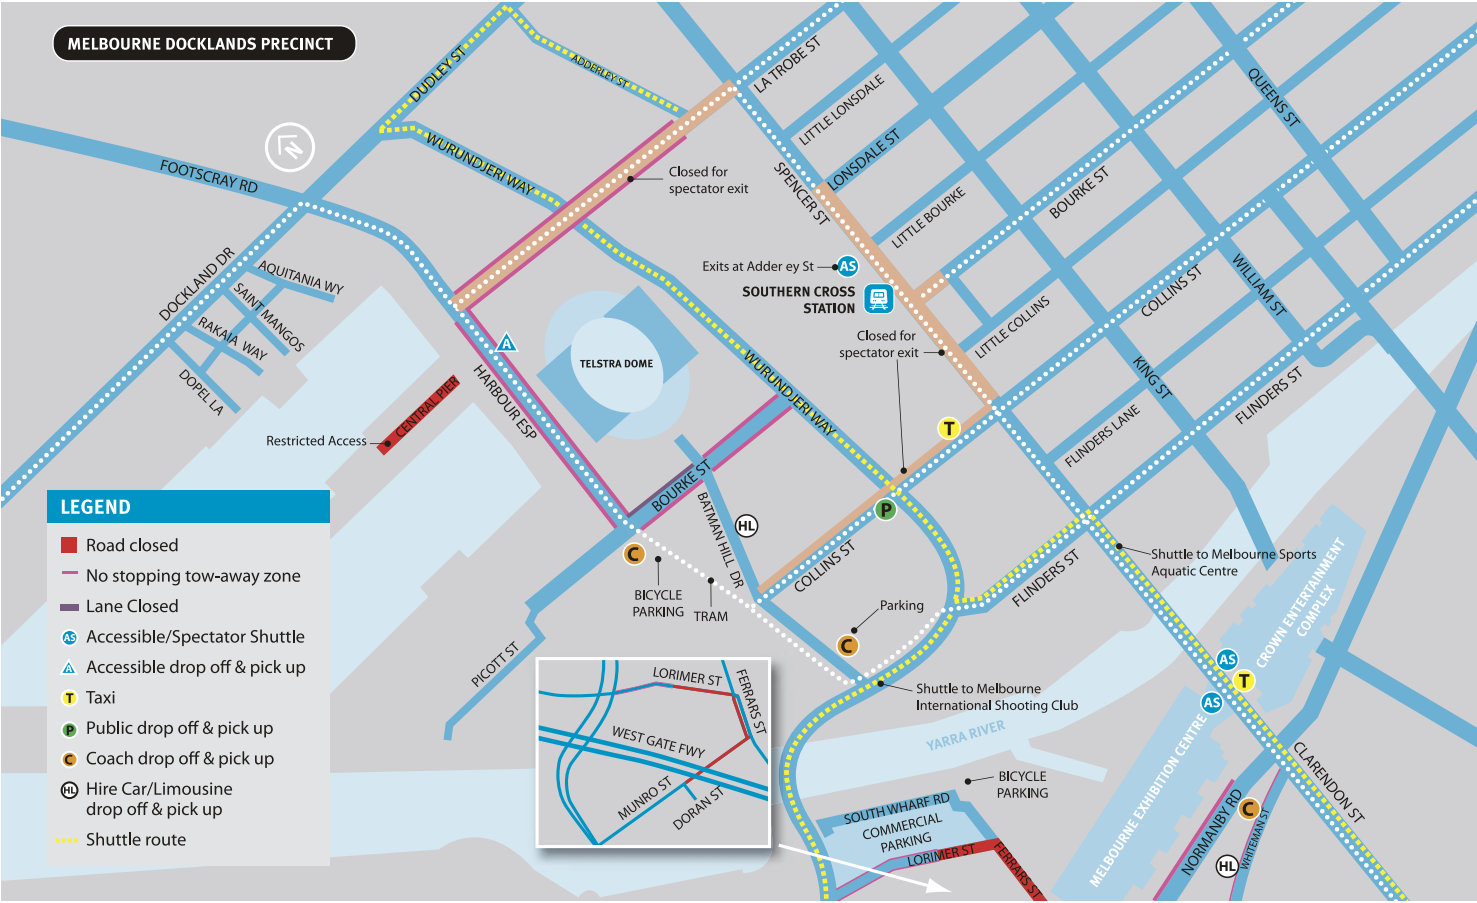 MELBOURNE DOCKLANDS PRECINCT
DUDLEY ST
ADDERLEY ST
LA TROBE ST
LITTLE LONSDALE
LONSDALE ST
QUEENS ST
WURUNDJERI WAY
FOOTSCRAY RD
Closed for
spectator exit
SPENCER ST
LITTLE BOURKE
BOURKE ST
DOCKLAND DR
AQUITANIA WY
SAINT MANGOS
RAKAIA WAY
DOPEL LA
Exits at Adder ey St
AS
SOUTHERN CROSS
STATION
COLLINS ST
WILLIAM ST
LITTLE COLLINS
Closed for
spectator exit
A
TELSTRA DOME
HARBOUR ESP
WURUNDJERI WAY
KING ST
FLINDERS ST
FLINDERS LANE
CENTRAL PIER
Restricted Access
T
BOURKE ST
BATMAN HILL DR
HL
P
C
BICYCLE
PARKING
TRAM
COLLINS ST
Parking
C
FLINDERS ST
Shuttle to Melbourne Sports
Aquatic Centre
CROWN ENTERTAINMENT
COMPLEX
PICOTT ST
Shuttle to Melbourne
International Shooting Club
AS
T
AS
YARRA RIVER
BICYCLE
PARKING
SOUTH WHARF RD
COMMERCIAL
PARKING
LORIMER ST
FERRARS ST
MELBOURNE EXHIBITION CENTRE
CLARENDON ST
NORMANBY RD
C
WHITEMAN ST
HL
LORIMER ST
FERRARS ST
WEST GATE FWY
MUNRO ST
DORAN ST
LEGEND
Road closed
No stopping tow-away zone
Lane Closed
AS Accessible/Spectator Shuttle
A Accessible drop off & pick up
T Taxi
P Public drop off & pick up
C Coach drop off & pick up
HL Hire Car/Limousine
drop off & pick up
Shuttle route
N